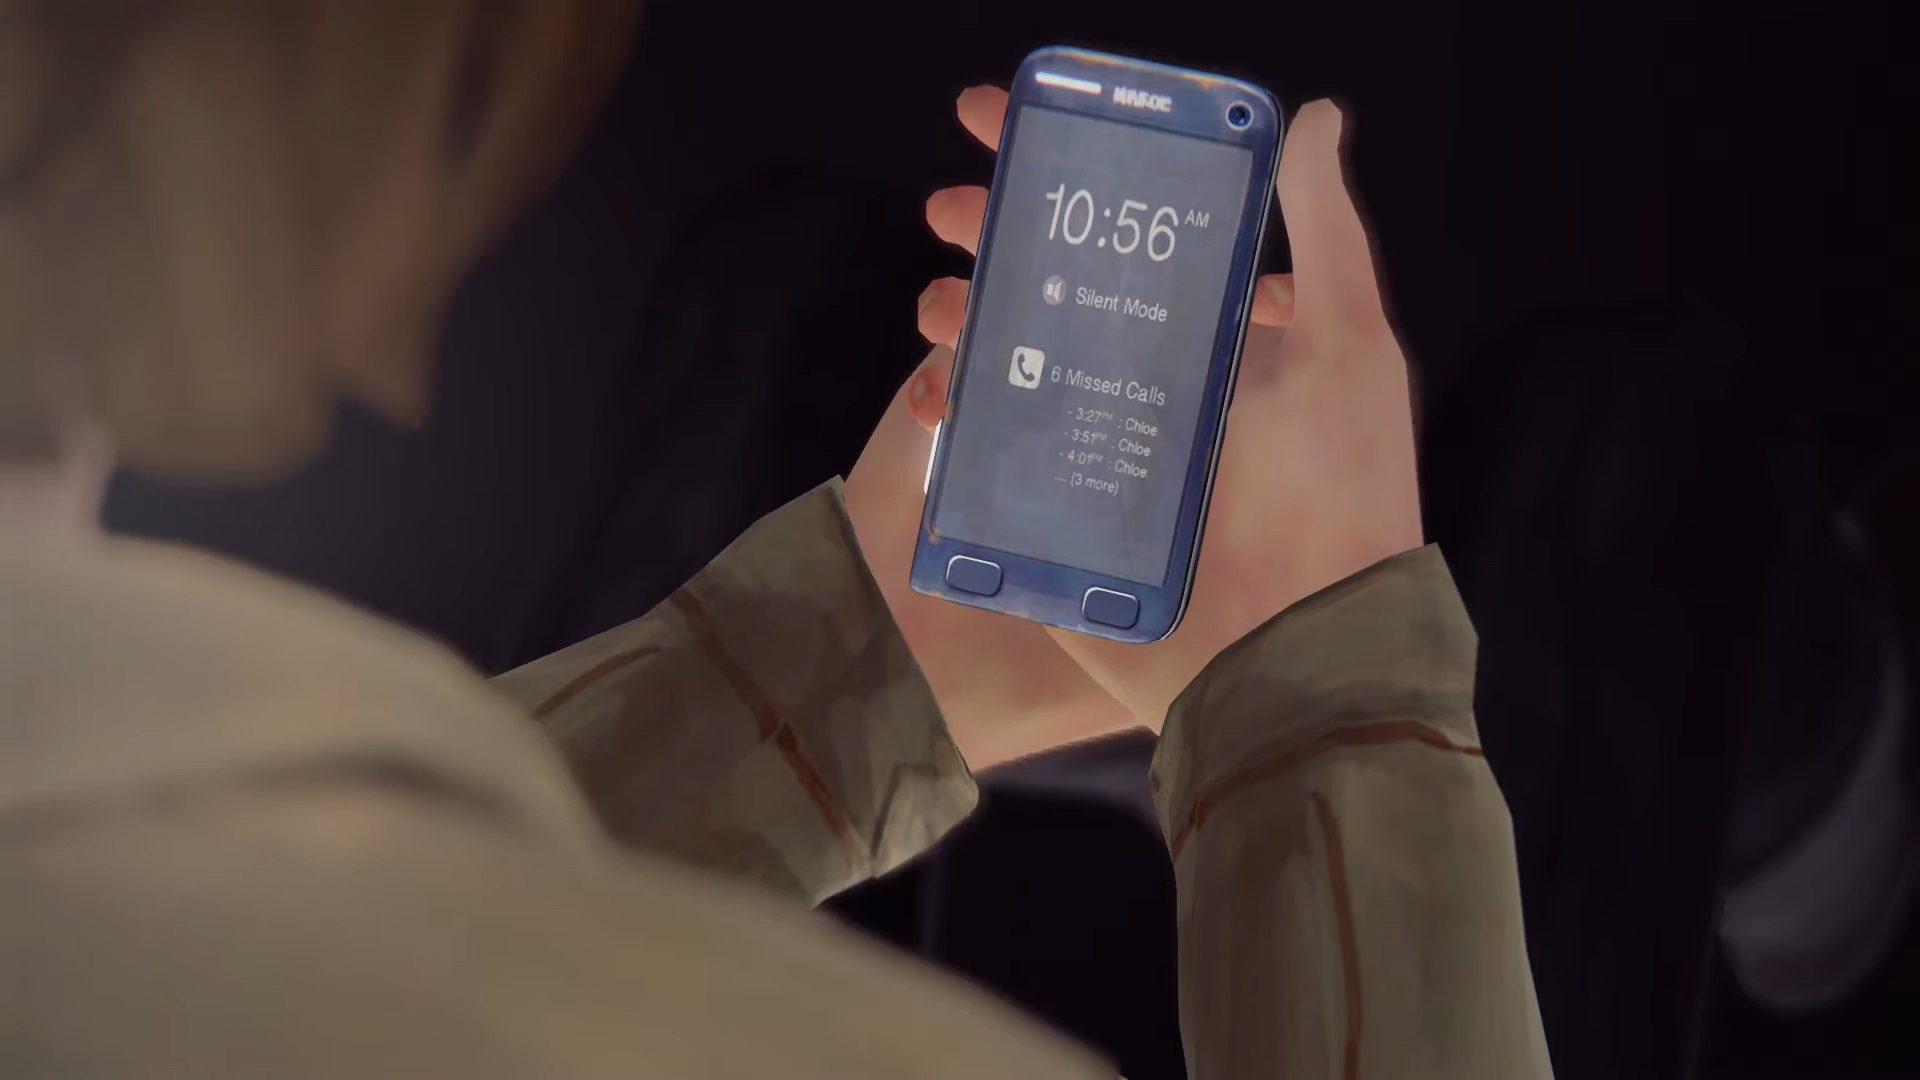 10:56 AM
Silent Mode
6 Missed Calls
- 3:27PM : Chloe
- 3:51PM : Chloe
- 4:01PM : Chloe
--- (3 more)